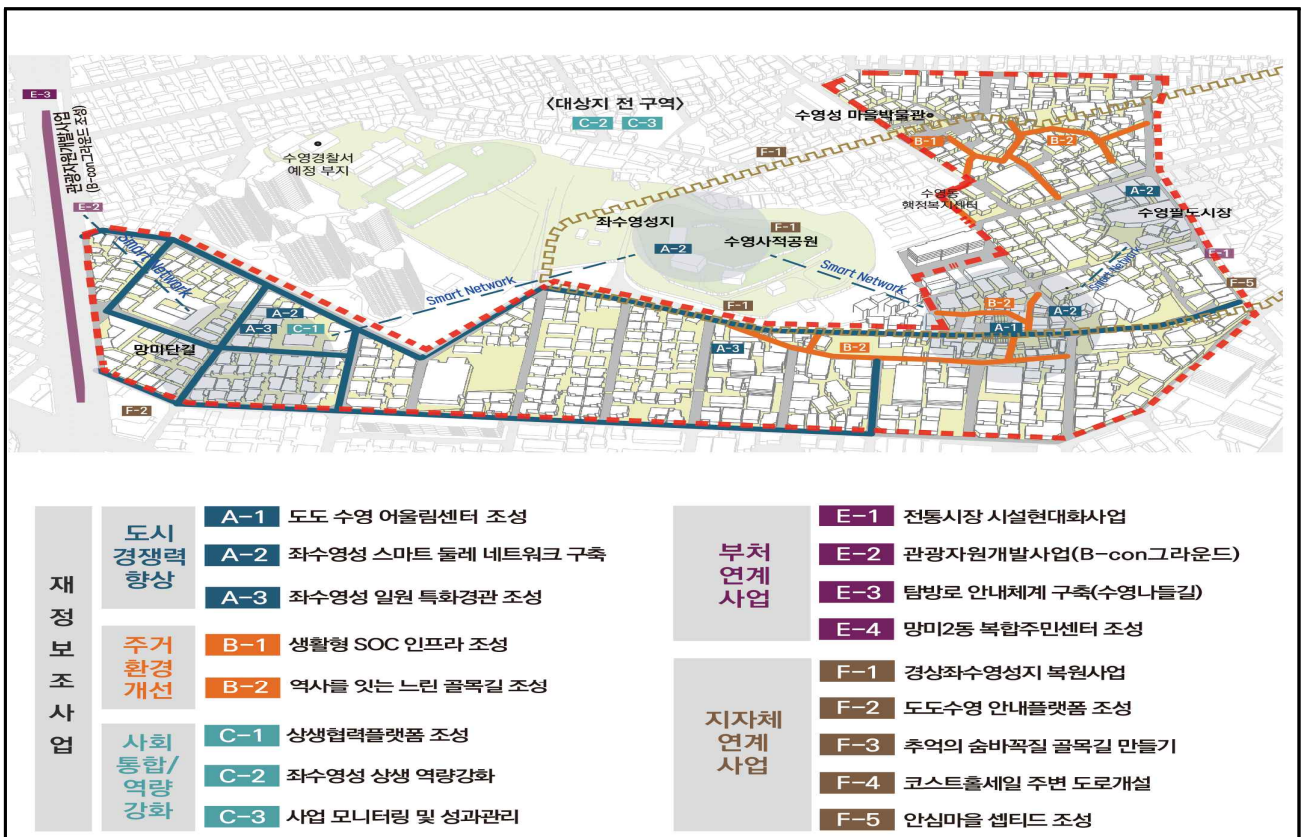 E-3
관광자원개발사업
(B-con그라운드 조성)
E-2
〈대상지 전 구역〉
C-2 C-3
수영경찰서
예정 부지
수영성 마을박물관
F-1
B-1
B-2
A-2
수영동
행정복지센터
수영팔도시장
좌수영성지
F-1
A-2
수영사적공원
E-1
Smart Network
Smart Network
Smart Network
Smart Network
F-5
A-2
A-3
C-1
F-1
B-2
A-2
A-1
망미단길
A-3
B-2
F-2
재정보조사업
도시
경쟁력
향상
A-1 도도 수영 어울림센터 조성
A-2 좌수영성 스마트 둘레 네트워크 구축
A-3 좌수영성 일원 특화경관 조성
주거
환경
개선
B-1 생활형 SOC 인프라 조성
B-2 역사를 잇는 느린 골목길 조성
사회
통합/
역량
강화
C-1 상생협력플랫폼 조성
C-2 좌수영성 상생 역량강화
C-3 사업 모니터링 및 성과관리
부처
연계
사업
E-1 전통시장 시설현대화사업
E-2 관광자원개발사업(B-con그라운드)
E-3 탐방로 안내체계 구축(수영나들길)
E-4 망미2동 복합주민센터 조성
지자체
연계
사업
F-1 경상좌수영성지 복원사업
F-2 도도수영 안내플랫폼 조성
F-3 추억의 숨바꼭질 골목길 만들기
F-4 코스트홀세일 주변 도로개설
F-5 안심마을 셉티드 조성